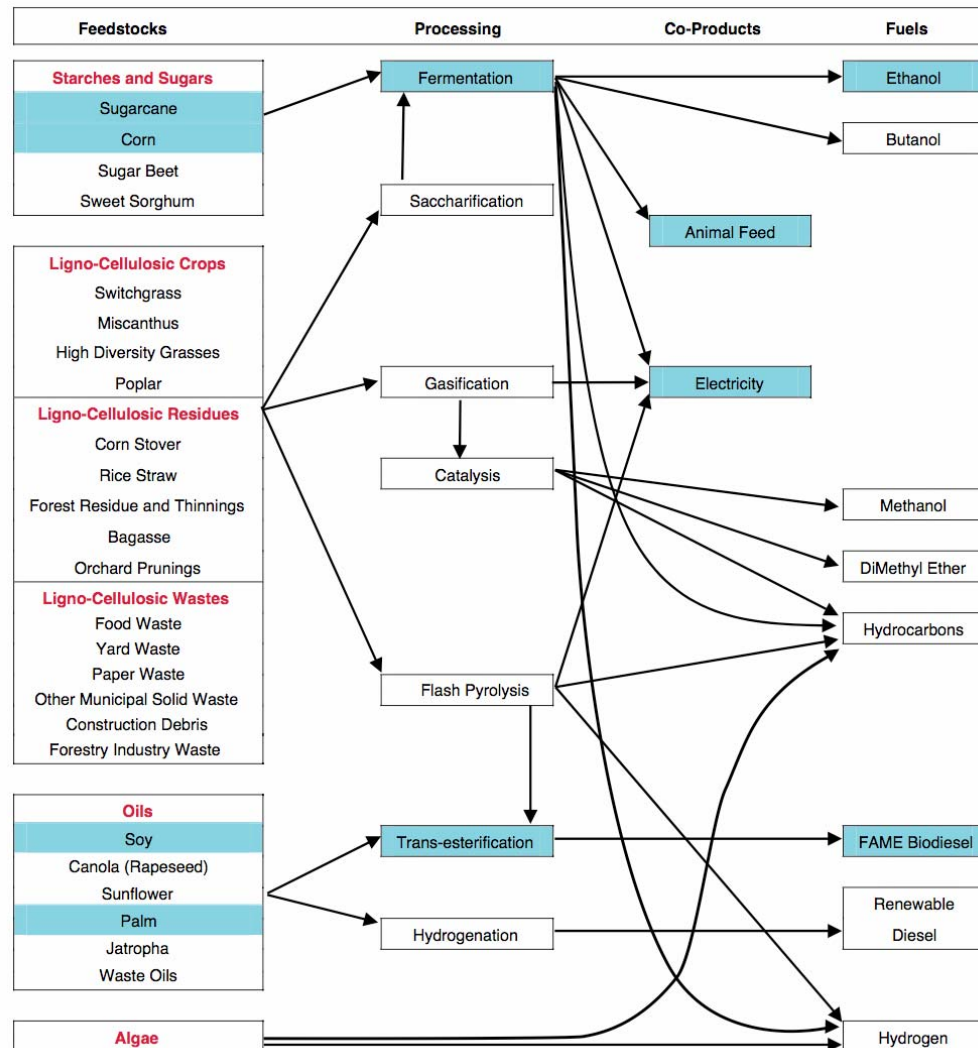 Feedstocks Processing Co-Products Fuels
Starches and Sugars
Sugarcane
Corn
Sugar Beet
Sweet Sorghum
Ligno-Cellulosic Crops
Switchgrass
Miscanthus
High Diversity Grasses
Poplar
Ligno-Cellulosic Residues
Corn Stover
Rice Straw
Forest Residue and Thinnings
Bagasse
Orchard Prunings
Ligno-Cellulosic Wastes
Food Waste
Yard Waste
Paper Waste
Other Municipal Solid Waste
Construction Debris
Forestry Industry Waste
Oils
Soy
Canola (Rapeseed)
Sunflower
Palm
Jatropha
Waste Oils
Algae
Fermentation
Saccharification
Gasification
Catalysis
Flash Pyrolysis
Trans-esterification
Hydrogenation
Animal Feed
Electricity
Ethanol
Butanol
Methanol
DiMethyl Ether
Hydrocarbons
FAME Biodiesel
Renewable
Diesel
Hydrogen